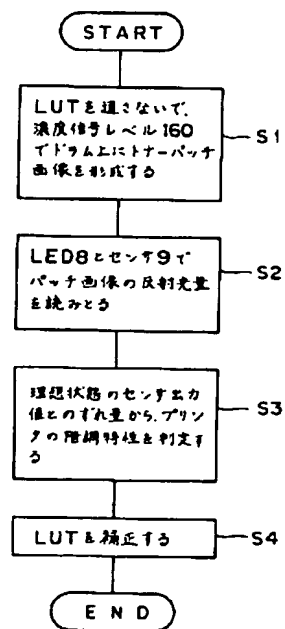 START
LUTを通さないで、
濃度信号レベル160
でドラム上にトナーパッチ
画像を形成する
S1
LED8とセンサ9で
パッチ画像の反射光量
を読みとる
S2
理想状態のセンサ出力
値とのずれ量から、プリン
タの階調特性を判定す
る
S3
LUTを補正する
S4
END